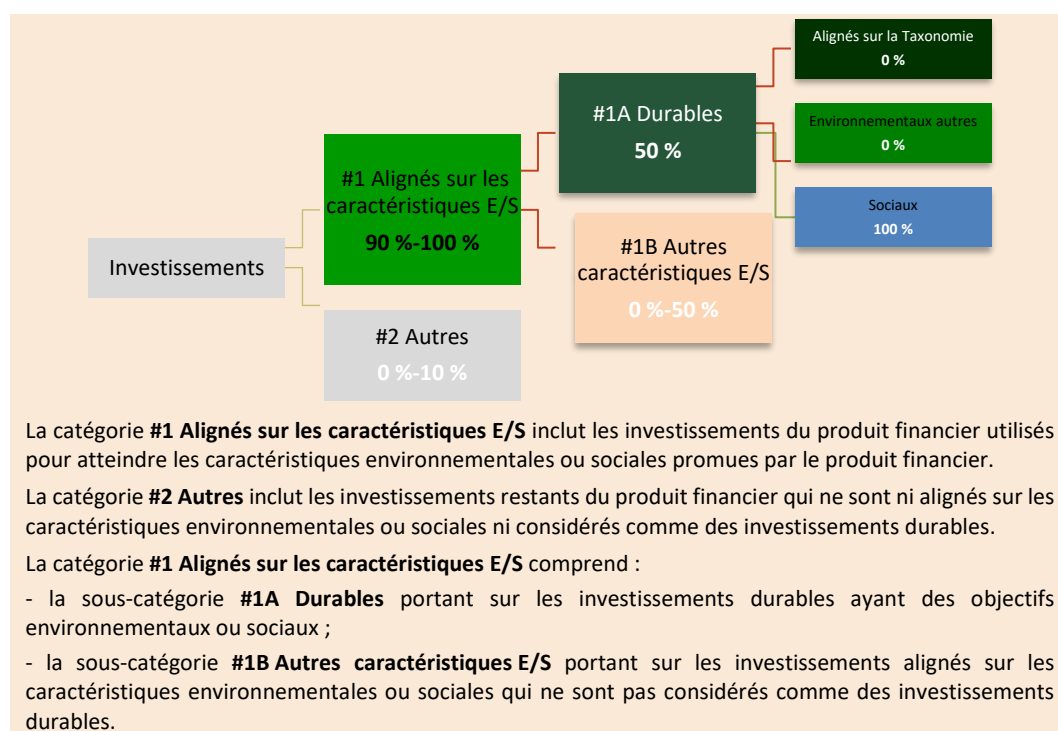 Alignés sur la Taxonomie
0 %
#1A Durables
50 %
Environnementaux autres
0 %
#1 Alignés sur les
caractéristiques E/S
90 %-100 %
Sociaux
100 %
Investissements
#1B Autres
caractéristiques E/S
0 %-50 %
#2 Autres
0 %-10 %
La catégorie #1 Alignés sur les caractéristiques E/S inclut les investissements du produit financier utilisés
pour atteindre les caractéristiques environnementales ou sociales promues par le produit financier.
La catégorie #2 Autres inclut les investissements restants du produit financier qui ne sont ni alignés sur les
caractéristiques environnementales ou sociales ni considérés comme des investissements durables.
La catégorie #1 Alignés sur les caractéristiques E/S comprend :
- la sous-catégorie #1A Durables portant sur les investissements durables ayant des objectifs
environnementaux ou sociaux ;
- la sous-catégorie #1B Autres caractéristiques E/S portant sur les investissements alignés sur les
caractéristiques environnementales ou sociales qui ne sont pas considérés comme des investissements
durables.